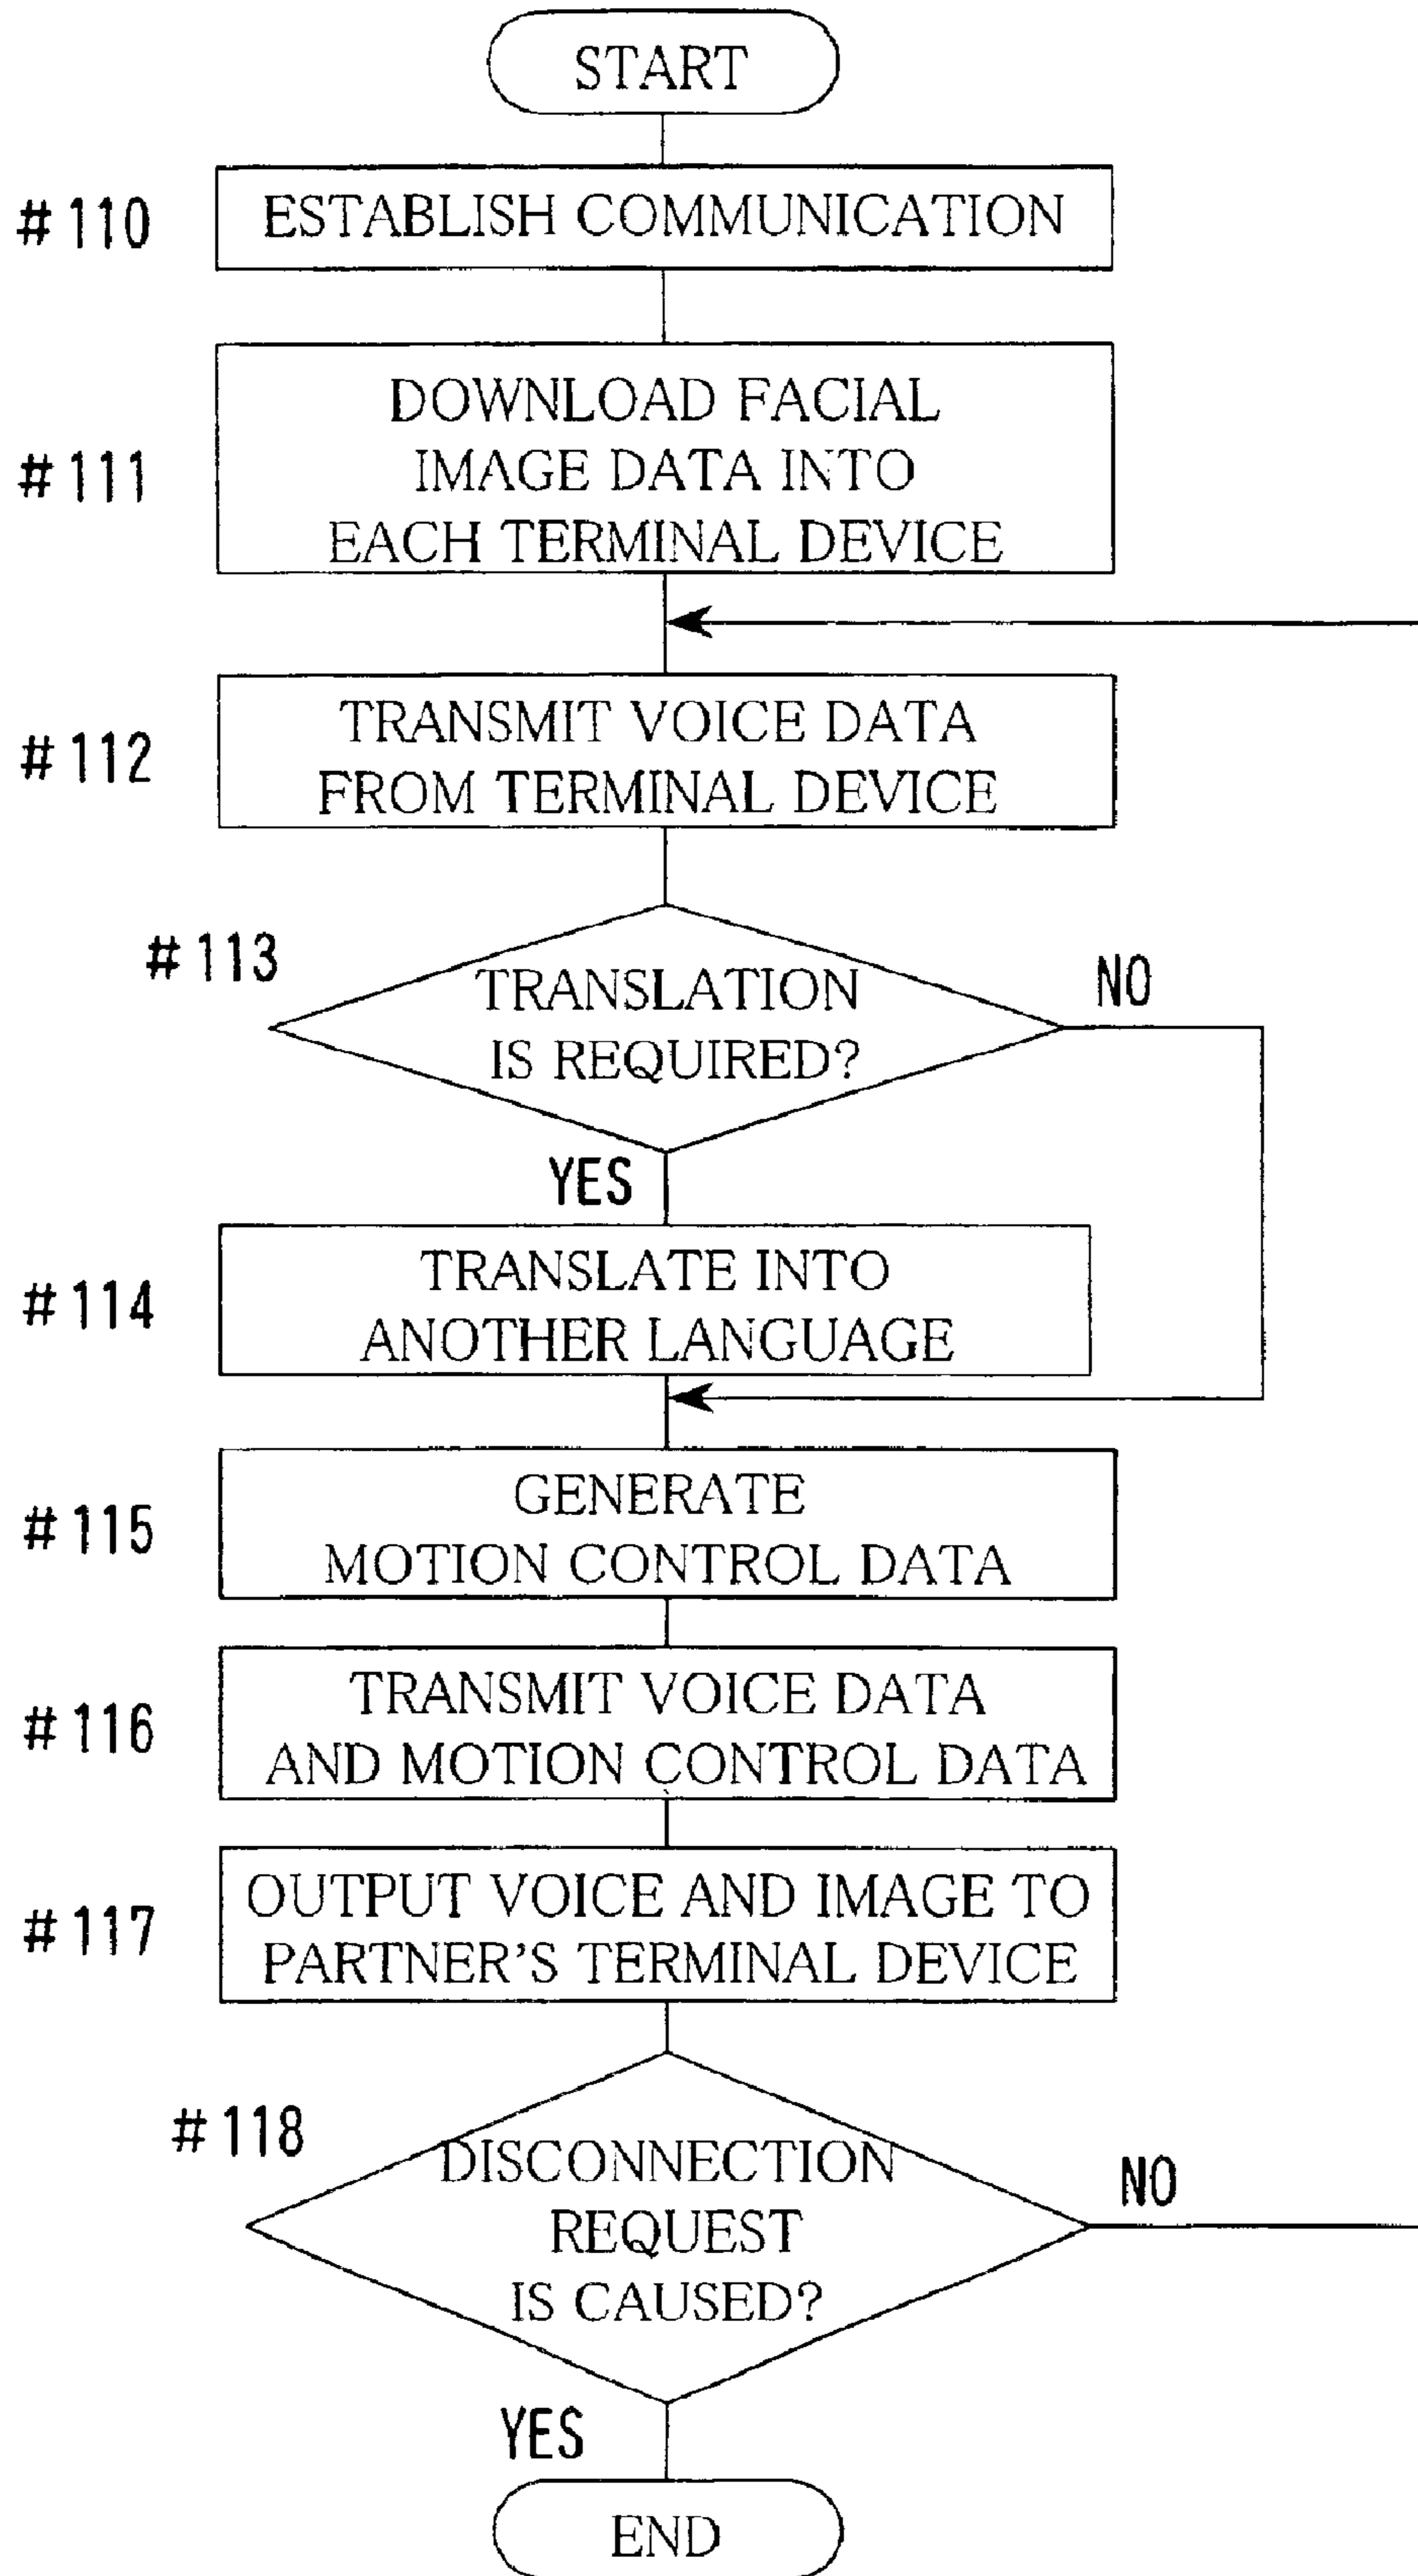 START
#110
ESTABLISH COMMUNICATION
#111
DOWNLOAD FACIAL
IMAGE DATA INTO
EACH TERMINAL DEVICE
#112
TRANSMIT VOICE DATA
FROM TERMINAL DEVICE
#113
TRANSLATION
IS REQUIRED?
NO
YES
#114
TRANSLATE INTO
ANOTHER LANGUAGE
#115
GENERATE
MOTION CONTROL DATA
#116
TRANSMIT VOICE DATA
AND MOTION CONTROL DATA
#117
OUTPUT VOICE AND IMAGE TO
PARTNER'S TERMINAL DEVICE
#118
DISCONNECTION
REQUEST
IS CAUSED?
NO
YES
END